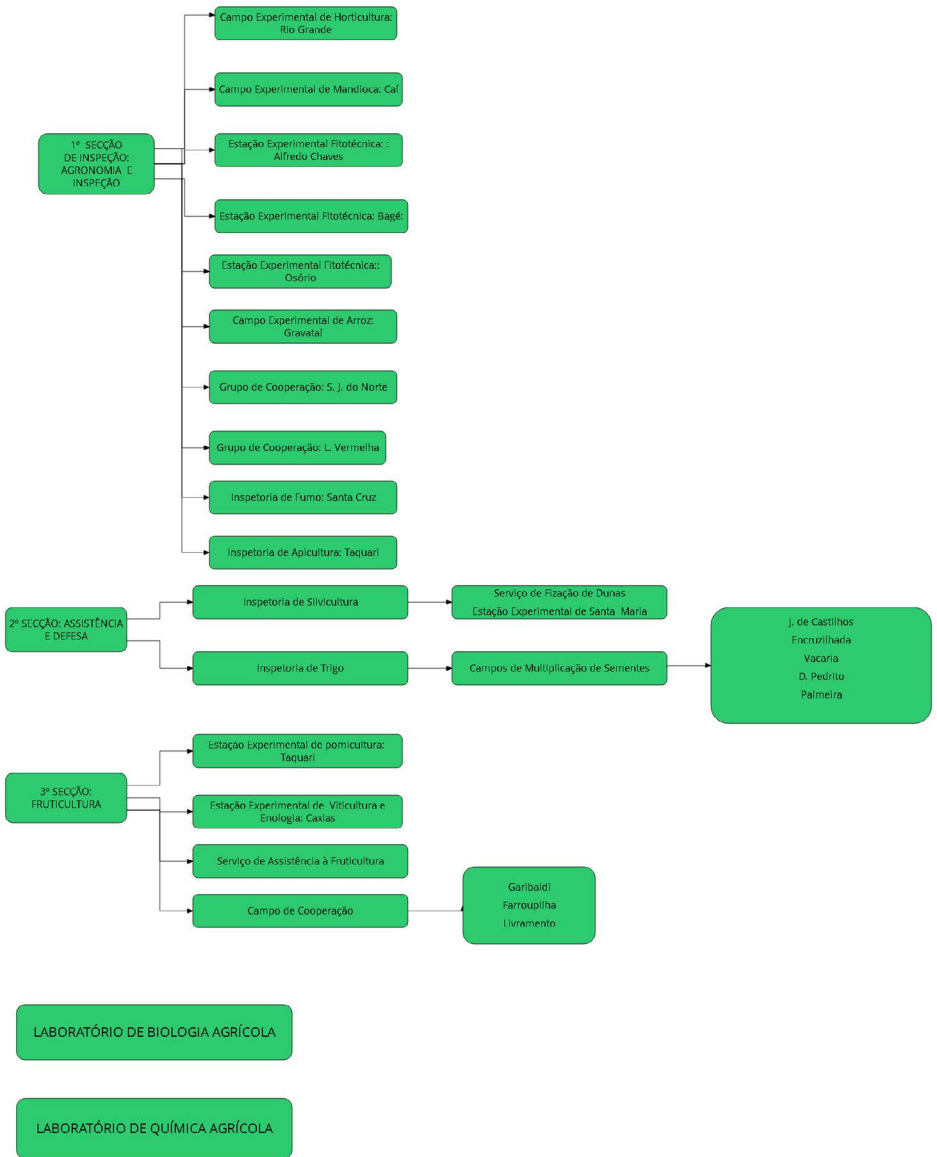 Campo Experimental de Horticultura:
Rio Grande
Campo Experimental de Mandioca: Caí
1ª SECÇÃO
DE INSPEÇÃO:
AGRONOMIA E
INSPEÇÃO
Estação Experimental Fitotécnica: :
Alfredo Chaves
Estação Experimental Fitotécnica: Bagé:
Estação Experimental Fitotécnica::
Osório
Campo Experimental de Arroz:
Gravataí
Grupo de Cooperação: S. J. do Norte
Grupo de Cooperação: L. Vermelha
Inspetoria de Fumo: Santa Cruz
Inspetoria de Apicultura: Taquari
2º SECÇÃO: ASSISTÊNCIA
E DEFESA
Inspetoria de Silvicultura
Serviço de Fização de Dunas
Estação Experimental de Santa Maria
Inspetoria de Trigo
Campos de Multiplicação de Sementes
J. de Castilhos
Encruzilhada
Vacaria
D. Pedrito
Palmeira
3º SECÇÃO:
FRUTICULTURA
Estação Experimental de pomicultura:
Taquari
Estação Experimental de Viticultura e
Enologia: Caxias
Serviço de Assistência à Fruticultura
Campo de Cooperação
Garibaldi
Farroupilha
Livramento
LABORATÓRIO DE BIOLOGIA AGRÍCOLA
LABORATÓRIO DE QUÍMICA AGRÍCOLA